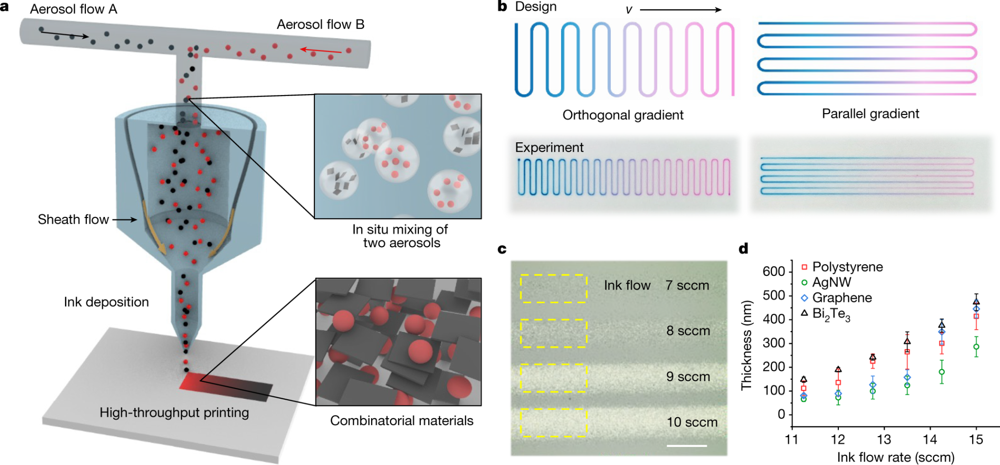 a
Aerosol flow A
Aerosol flow B
Sheath flow
In situ mixing of
two aerosols
Ink deposition
High-throughput printing
Combinatorial materials
b
Design
v
Orthogonal gradient
Parallel gradient
Experiment
c
Ink flow 7 sccm
8 sccm
9 sccm
10 sccm
d
Polystyrene
AgNW
Graphene
Bi₂Te₃
Thickness (nm)
600
500
400
300
200
100
0
11 12 13 14 15
Ink flow rate (sccm)